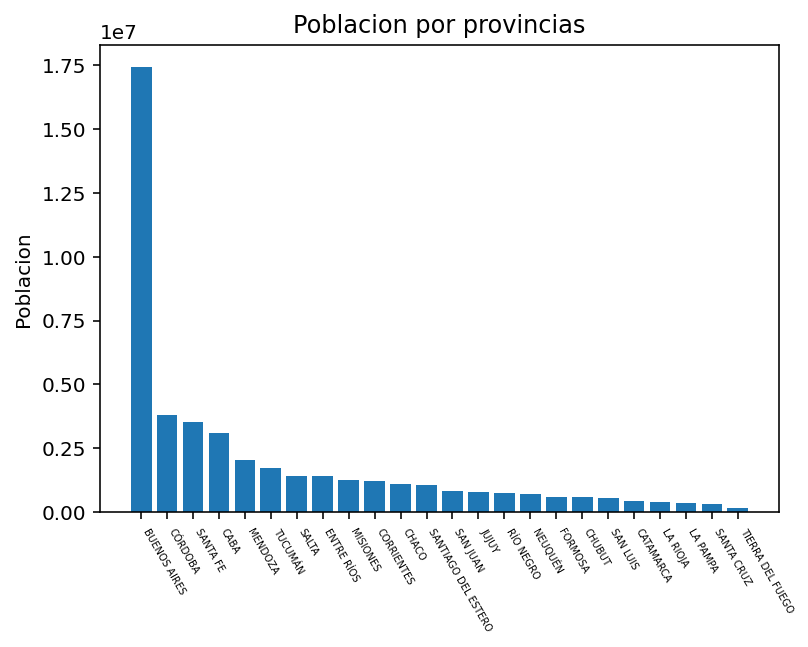 Poblacion por provincias
1e7
1.75
1.50
1.25
1.00
0.75
0.50
0.25
0.00
Poblacion
BUENOS AIRES
CÓRDOBA
SANTA FE
CABA
MENDOZA
TUCUMÁN
SALTA
ENTRE RÍOS
MISIONES
CORRIENTES
CHACO
SANTIAGO DEL ESTERO
SAN JUAN
JUJUY
RÍO NEGRO
NEUQUÉN
FORMOSA
CHUBUT
SAN LUIS
CATAMARCA
LA RIOJA
LA PAMPA
SANTA CRUZ
TIERRA DEL FUEGO